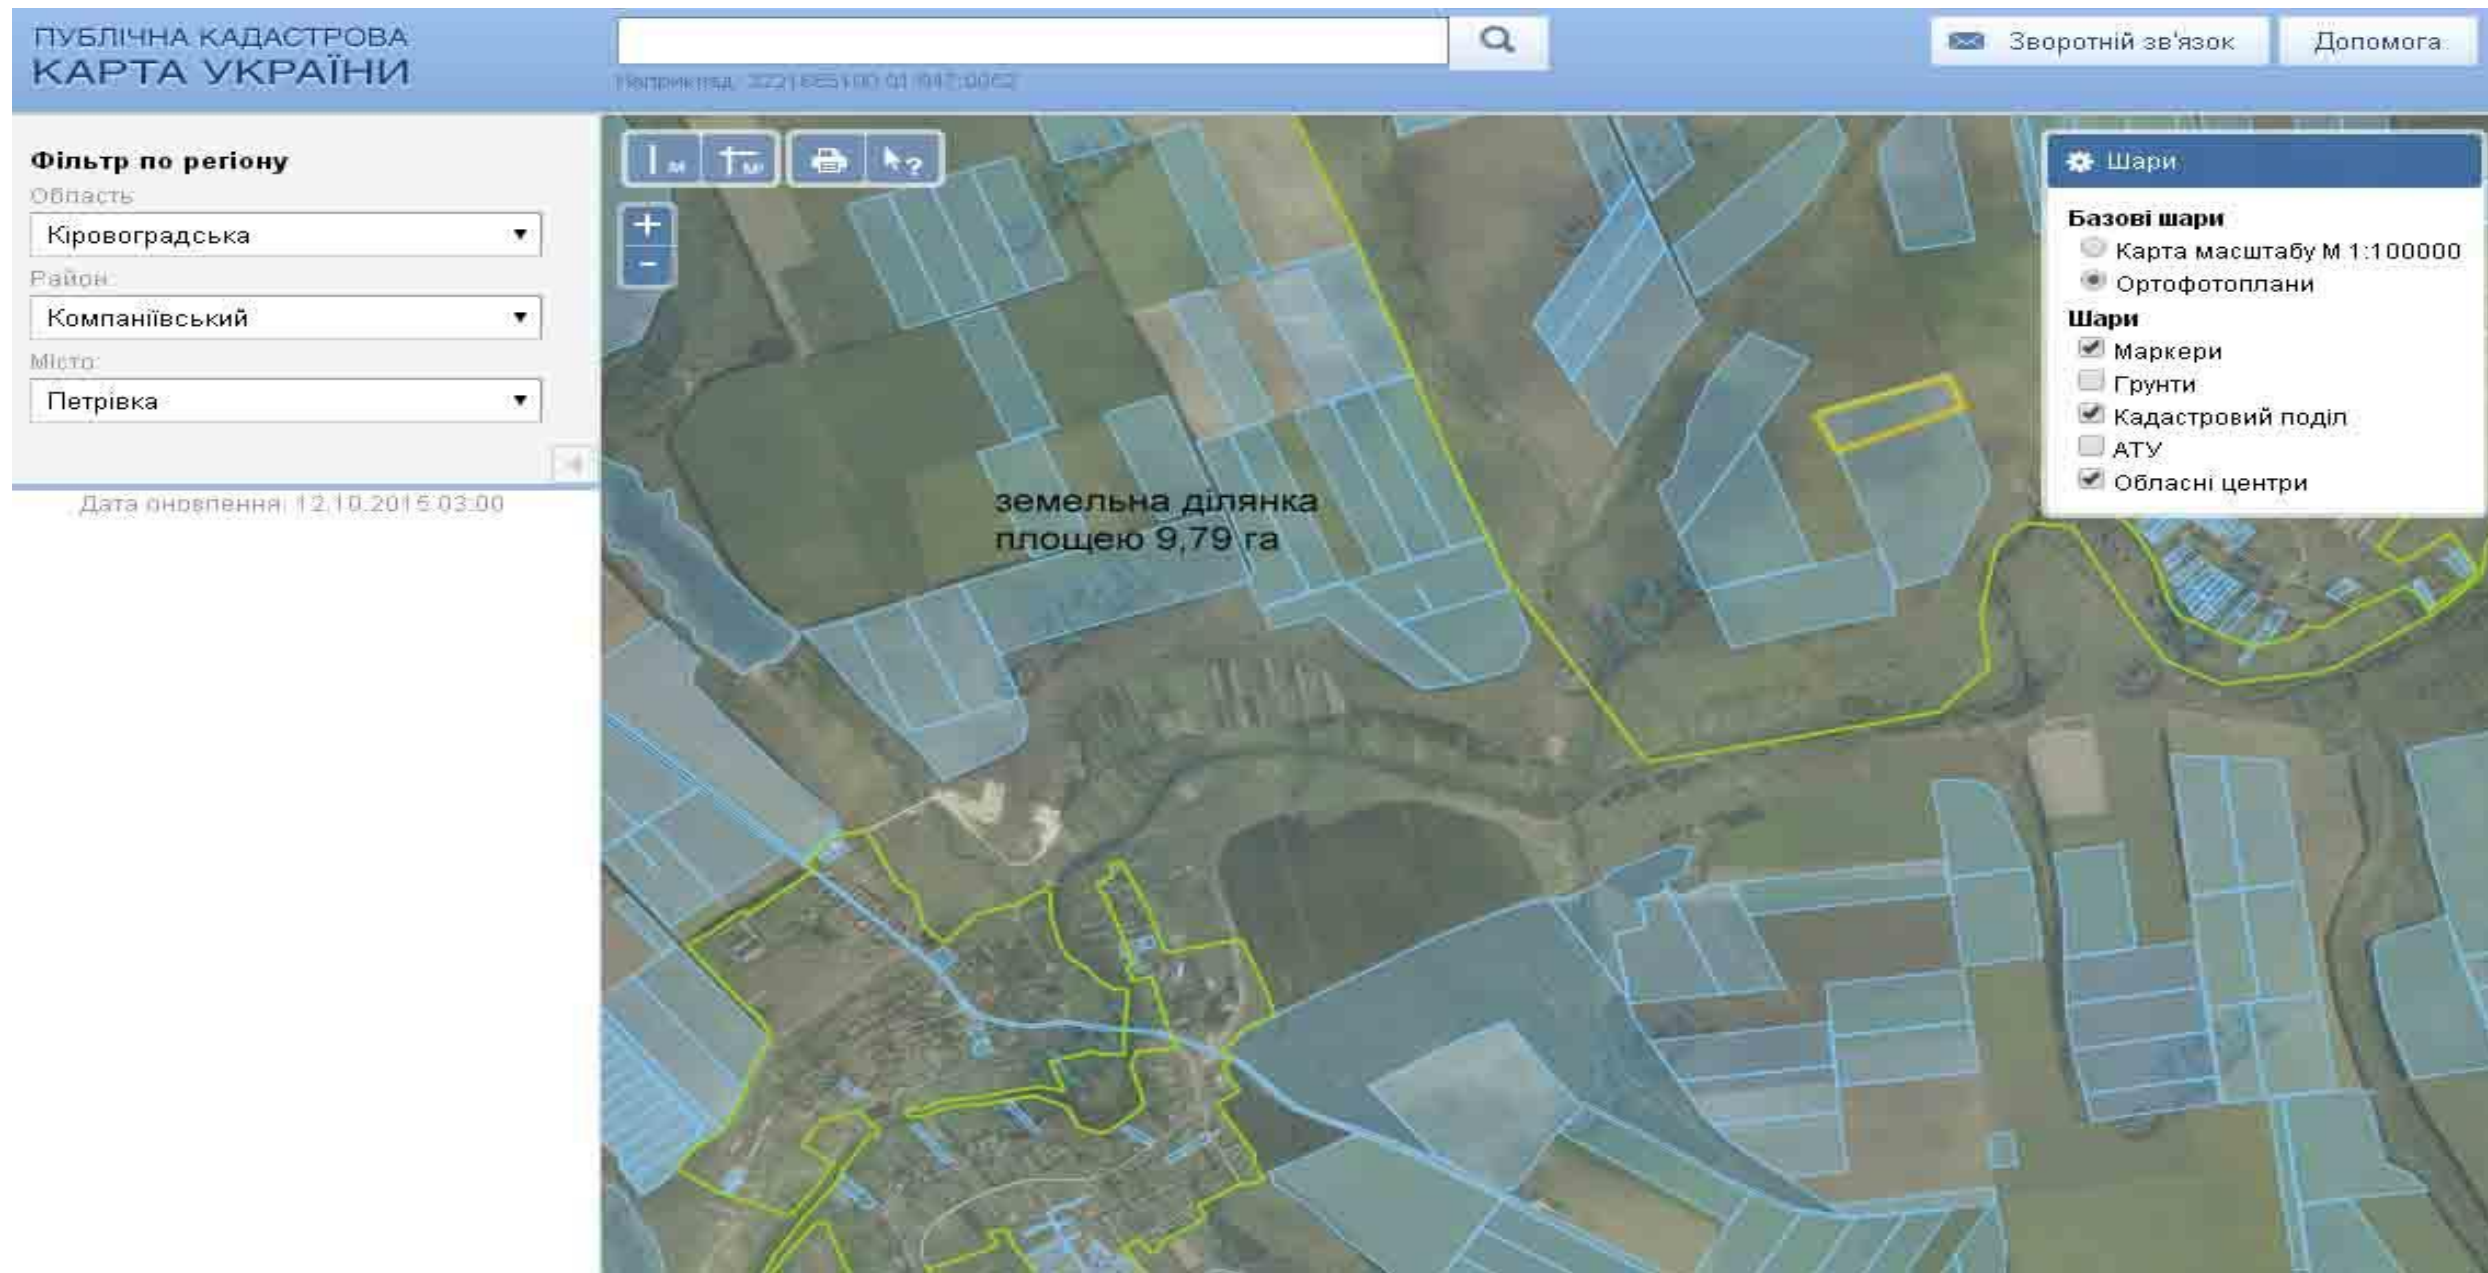 ПУБЛІЧНА КАДАСТРОВА
КАРТА УКРАЇНИ
Зворотній зв'язок
Допомога
Фільтр по регіону
Область:
Кіровоградська
Район:
Компаніївський
Місто:
Петрівка
Дата оновлення: 12.10.2015 03:00
+
-
земельна ділянка
площею 9,79 га
Шари
Базові шари
Карта масштабу М 1:100000
Ортофотоплани
Шари
Маркери
Грунти
Кадастровий поділ
АТУ
Обласні центри